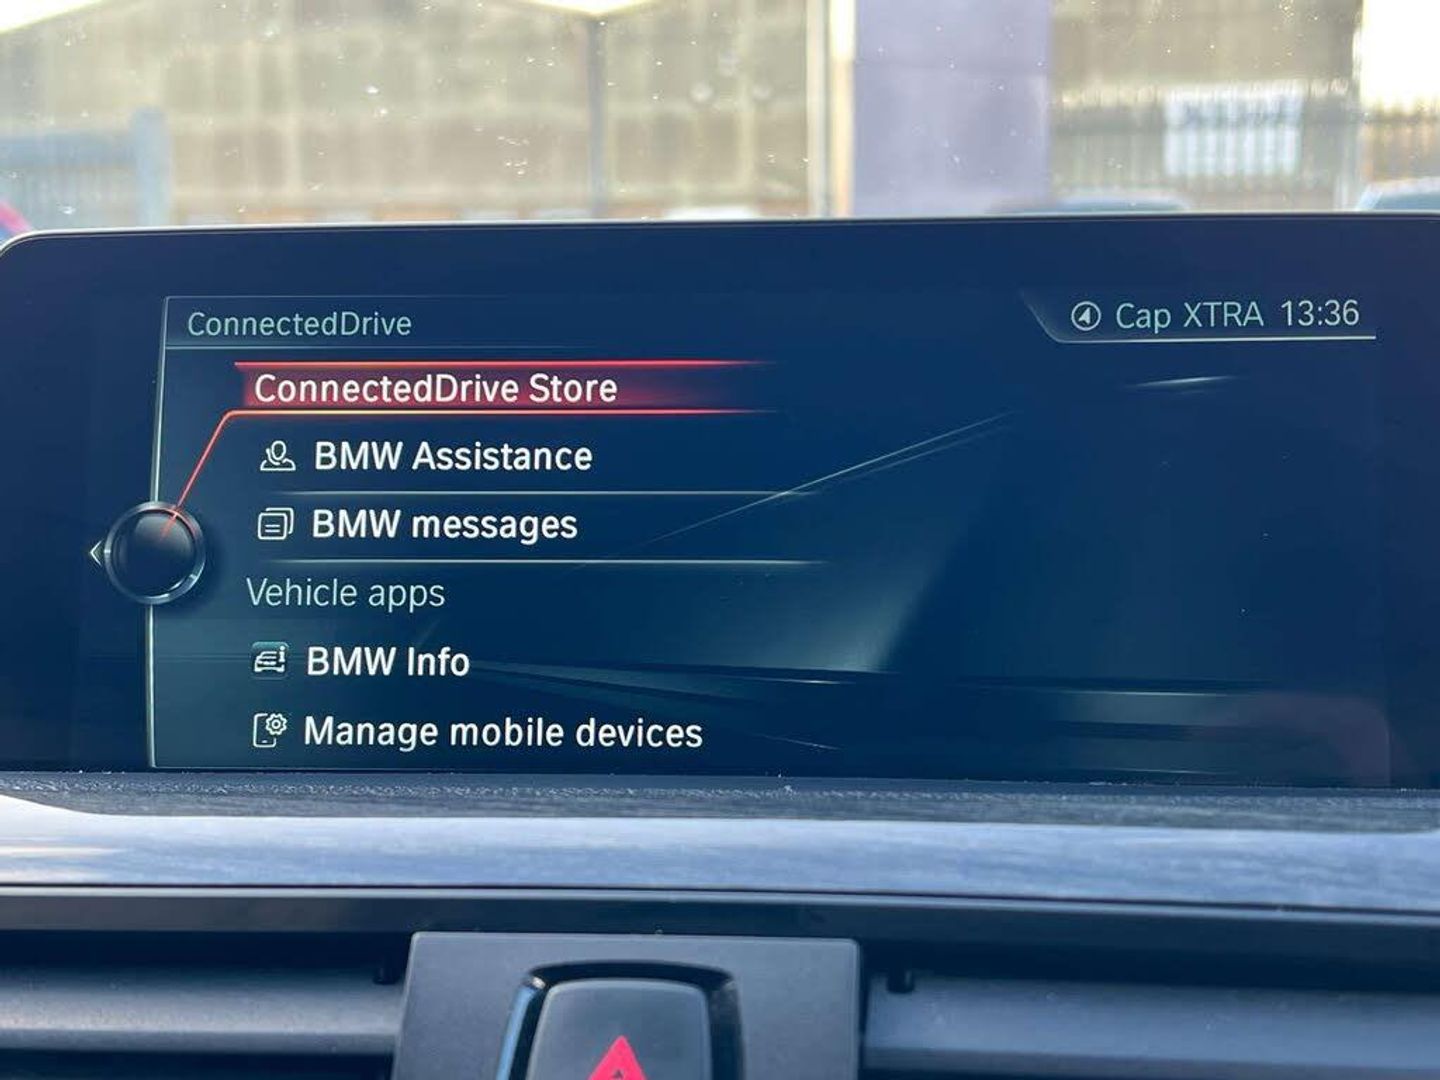 ConnectedDrive
Cap XTRA 13:36
ConnectedDrive Store
BMW Assistance
BMW messages
Vehicle apps
BMW Info
Manage mobile devices